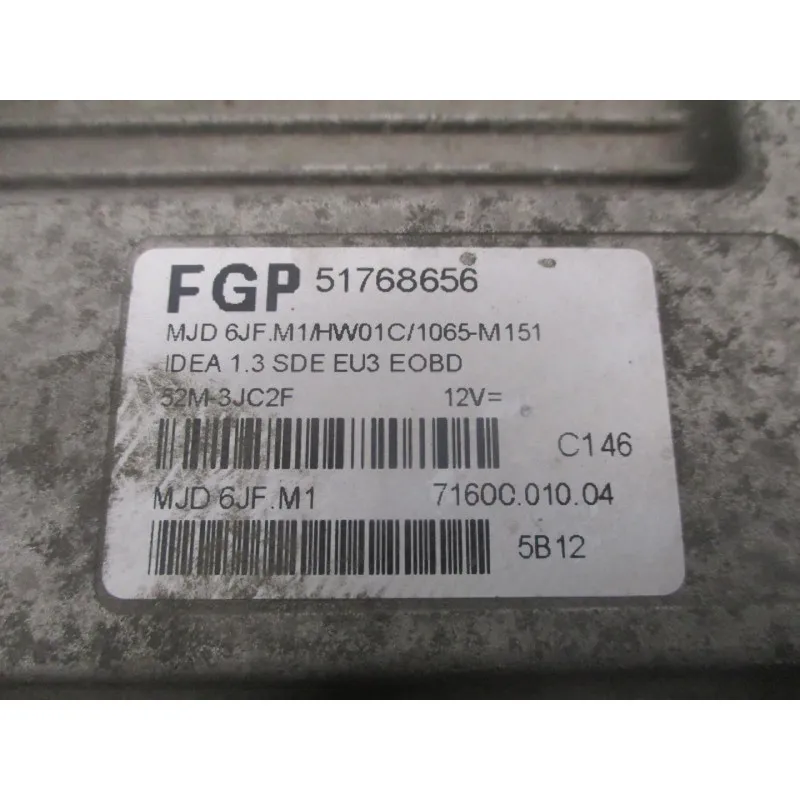 FGP 51768656
MJD 6JF.M1/HW01C/1065-M151
IDEA 1.3 SDE EU3 EOBD
52M-3JC2F 12V=
C146
MJD 6JF.M1 71600.010.04
5B12